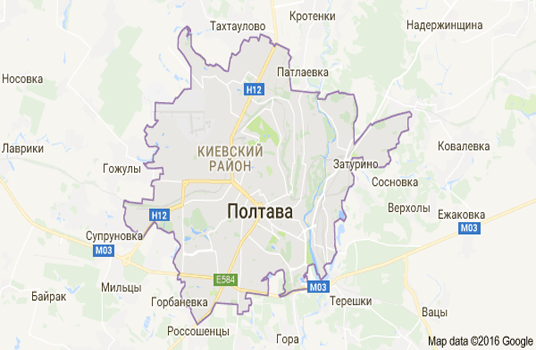 Кротенки
Тахтаулово
Надержинщина
Патлаевка
Носовка
H12
Ковалевка
Лаврики
КИЕВСКИЙ
РАЙОН
Затурино
Гожулы
Сосновка
Верхолы
H12
Полтава
Ежаковка
M03
Супруновка
M03
E584
Мильцы
M03
Байрак
Горбаневка
Терешки
Вацы
Россошенцы
Гора
Map data ©2016 Google